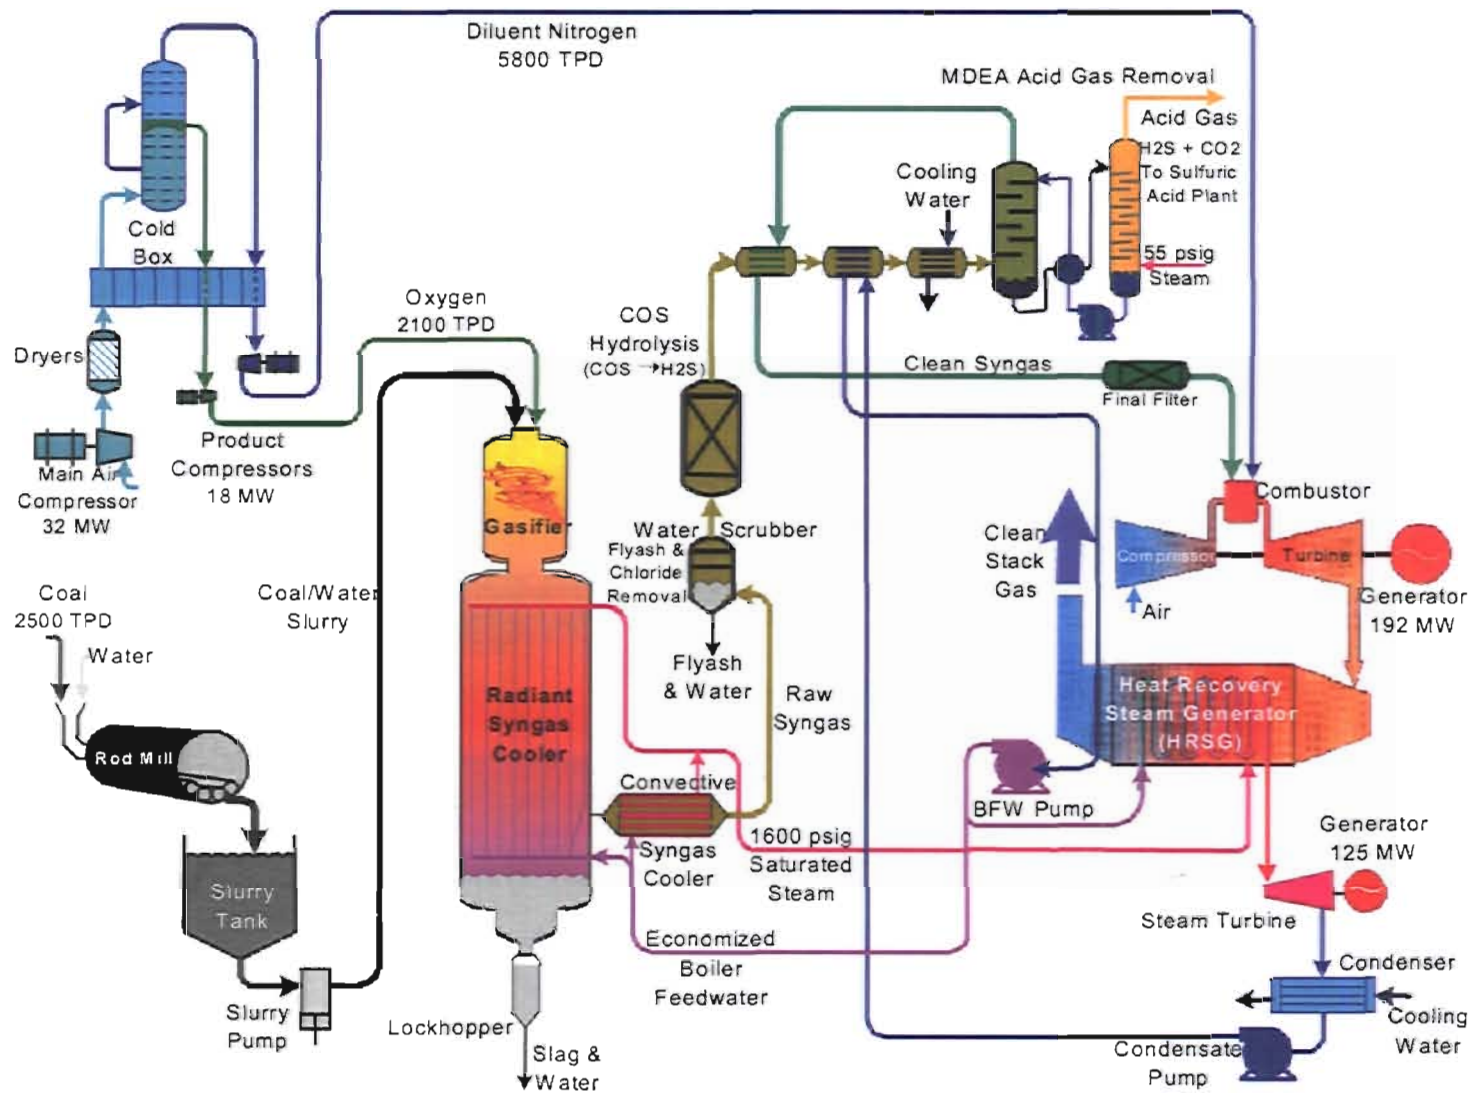 Diluent Nitrogen
5800 TPD
MDEA Acid Gas Removal
Acid Gas
H2S + CO2
To Sulfuric
Acid Plant
55 psig
Steam
Cooling
Water
Cold
Box
Oxygen
2100 TPD
COS
Hydrolysis
(COS →H2S)
Dryers
Clean Syngas
Final Filter
Product
Compressors
18 MW
Main Air
Compressor
32 MW
Gasifier
Water Scrubber
Flyash &
Chloride
Removal
Clean
Stack
Gas
Combustor
Compressor
Turbine
Air
Generator
192 MW
Coal
2500 TPD
Water
Coal/Water
Slurry
Flyash
& Water
Raw
Syngas
Radiant
Syngas
Cooler
Heat Recovery
Steam Generator
(HRSG)
Rod Mill
Convective
Syngas
Cooler
BFW Pump
1600 psig
Saturated
Steam
Generator
125 MW
Steam Turbine
Slurry
Tank
Economized
Boiler
Feedwater
Condenser
Cooling
Water
Slurry
Pump
Lockhopper
Slag &
Water
Condensate
Pump